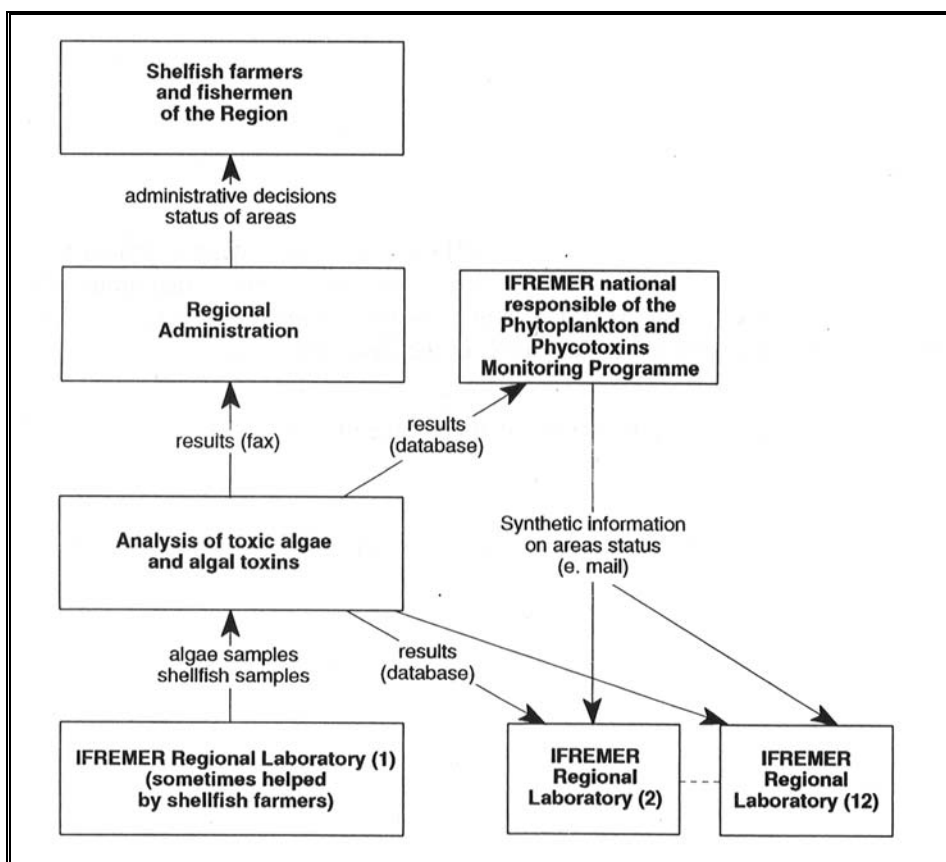 Shelfish farmers
and fishermen
of the Region
administrative decisions
status of areas
Regional
Administration
IFREMER national
responsible of the
Phytoplankton and
Phycotoxins
Monitoring Programme
results (fax)
results
(database)
Analysis of toxic algae
and algal toxins
Synthetic information
on areas status
(e. mail)
algae samples
shellfish samples
results
(database)
IFREMER Regional Laboratory (1)
(sometimes helped
by shellfish farmers)
IFREMER
Regional
Laboratory (2)
IFREMER
Regional
Laboratory (12)